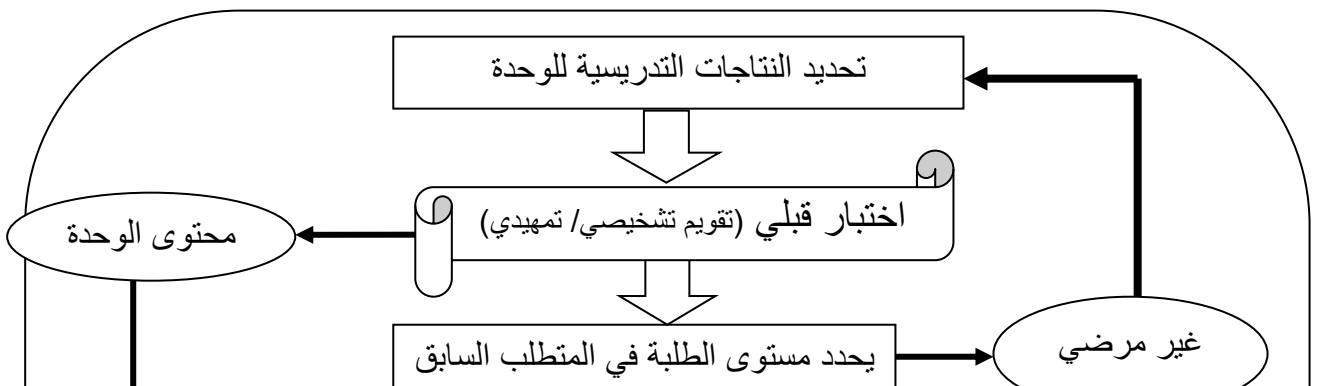 تحديد النتاجات التدريسية للوحدة
اختبار قبلي (تقويم تشخيصي/ تمهيدي)
محتوى الوحدة
يحدد مستوى الطلبة في المتطلب السابق
غير مرضي